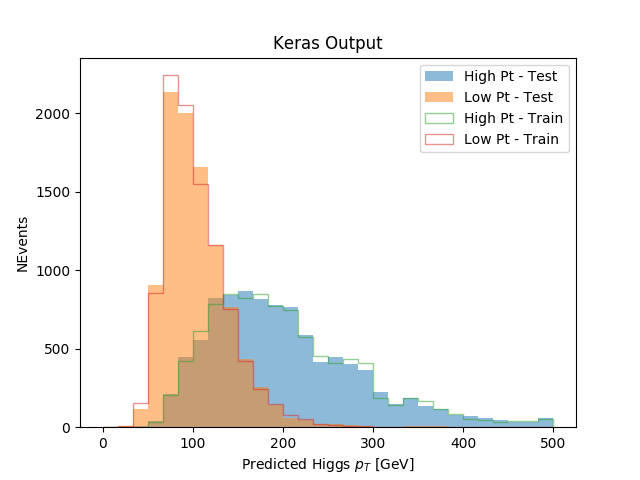 Keras Output
High Pt - Test
Low Pt - Test
High Pt - Train
Low Pt - Train
2000
1500
1000
500
0
NEvents
0 100 200 300 400 500
Predicted Higgs $p_T$ [GeV]